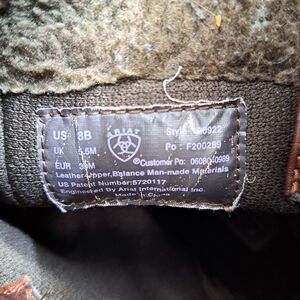 US 8B ARIAT Style
UK 5.5M Po : F200289
EUR 39M Customer Po: 0608040989
Leather Upper,Balance Man-made Materials
US Patent Number:5720117
Engineered By Ariat International Inc.
Made in China